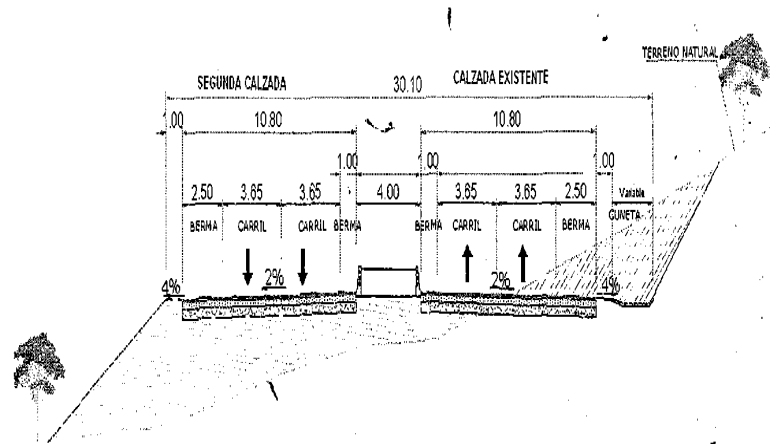 TERRENO NATURAL
SEGUNDA CALZADA CALZADA EXISTENTE
30.10
1.00 10.80 10.80
1.00 1.00 1.00
2.50 3.65 3.65 4.00 3.65 3.65 2.50 Variable
BERMA CARRIL CARRIL BERMA BERMA CARRIL CARRIL BERMA CUNETA
4% 2% 2% 4%